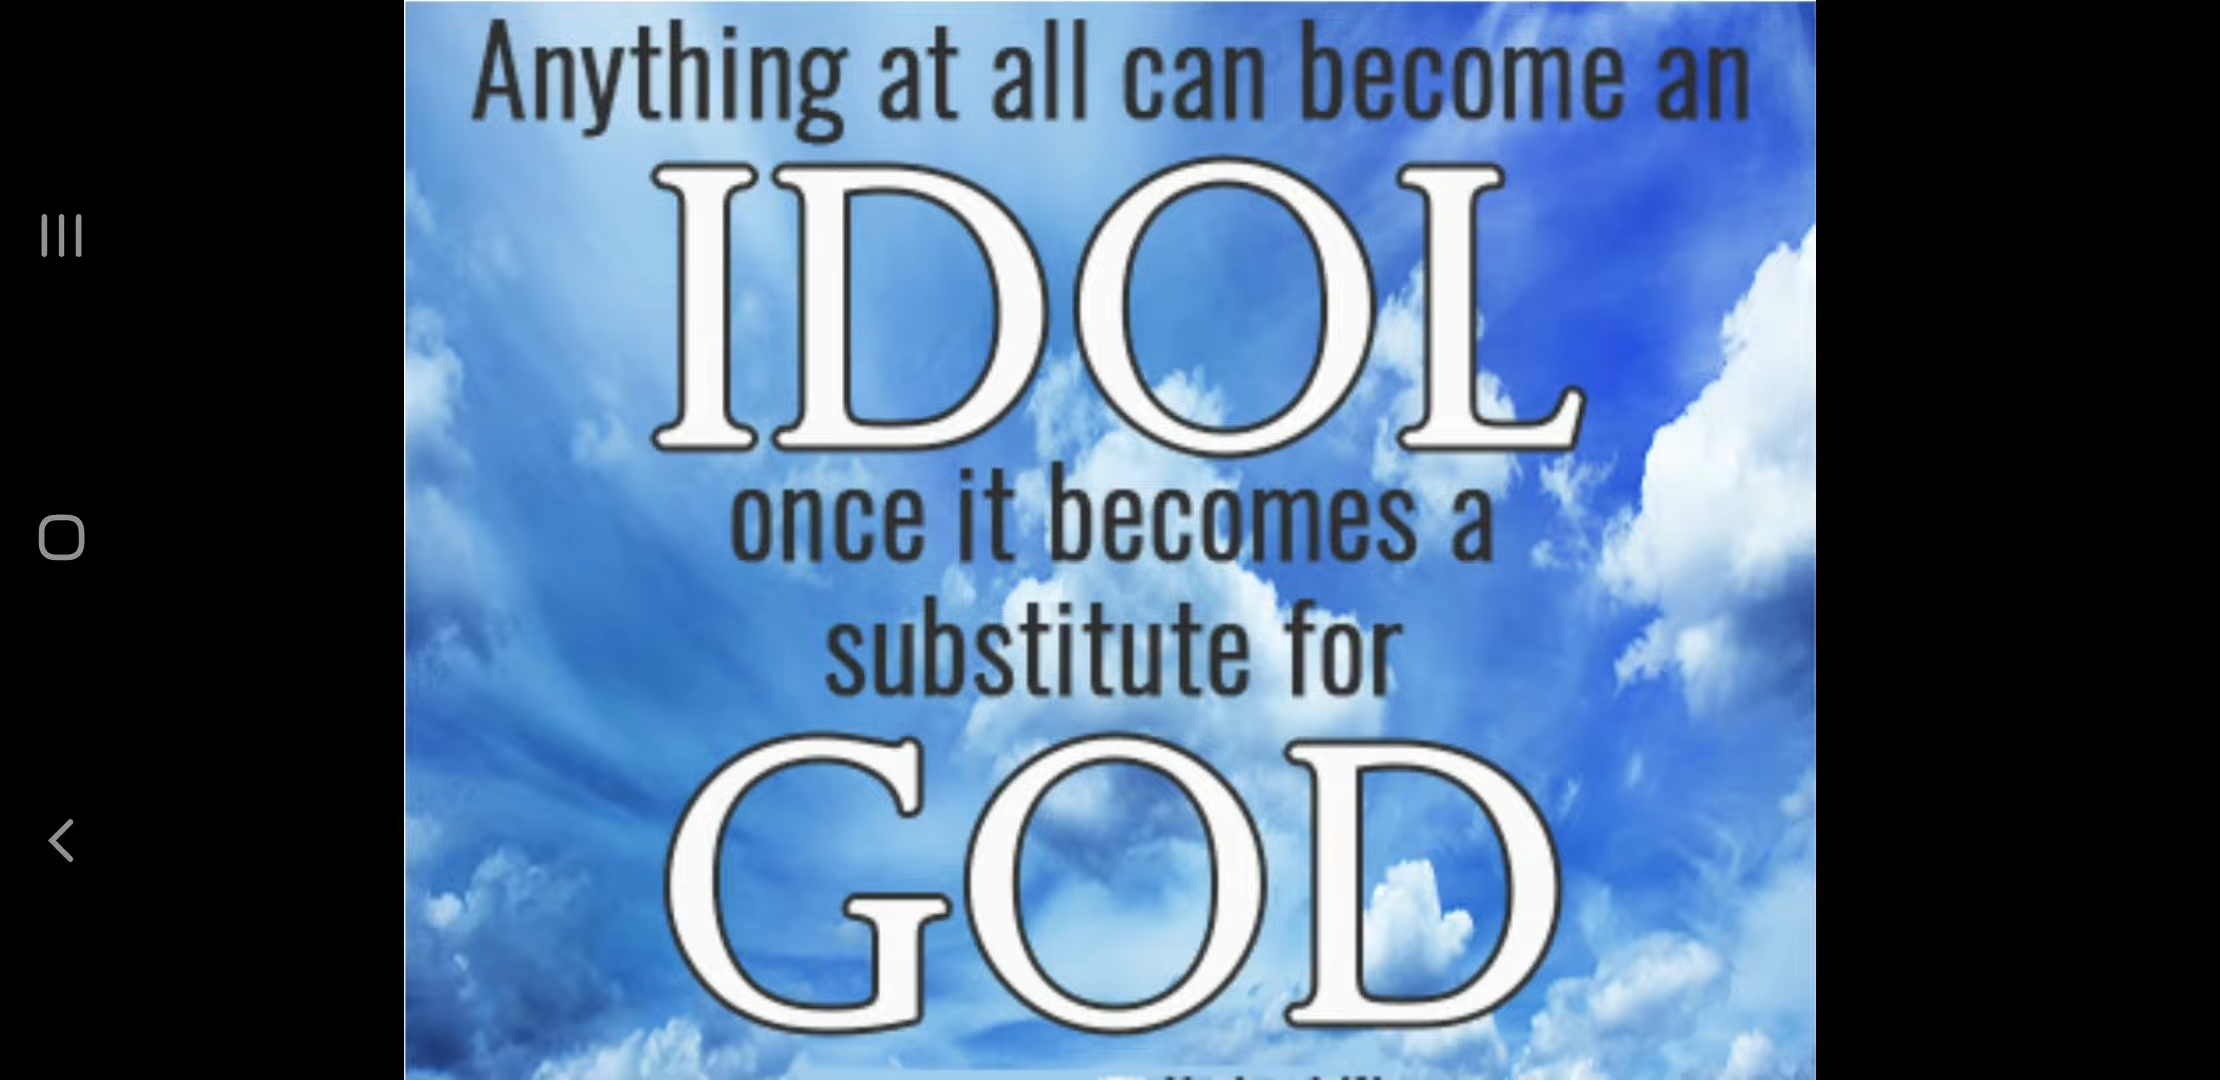 Anything at all can become an
IDOL
once it becomes a
substitute for
GOD